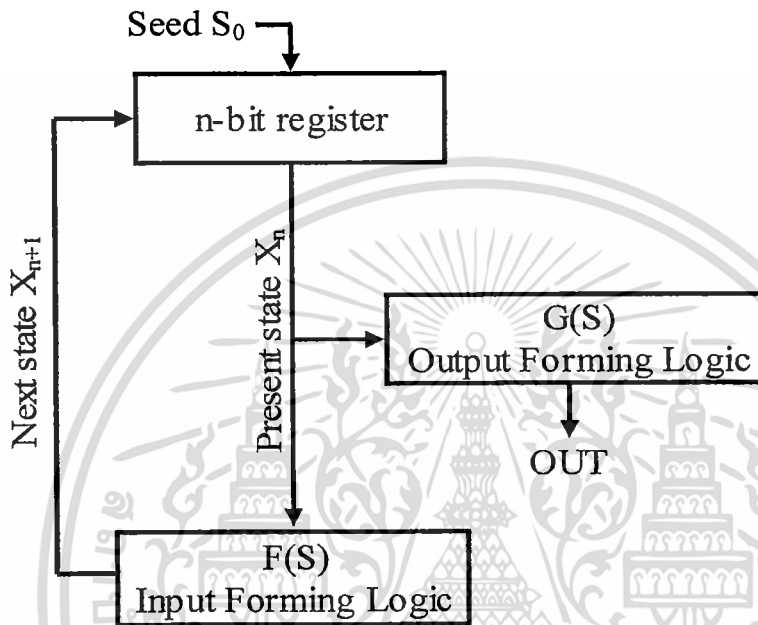 Seed S₀
n-bit register
Next state Xₙ₊₁
Present state Xₙ
G(S)
Output Forming Logic
OUT
F(S)
Input Forming Logic